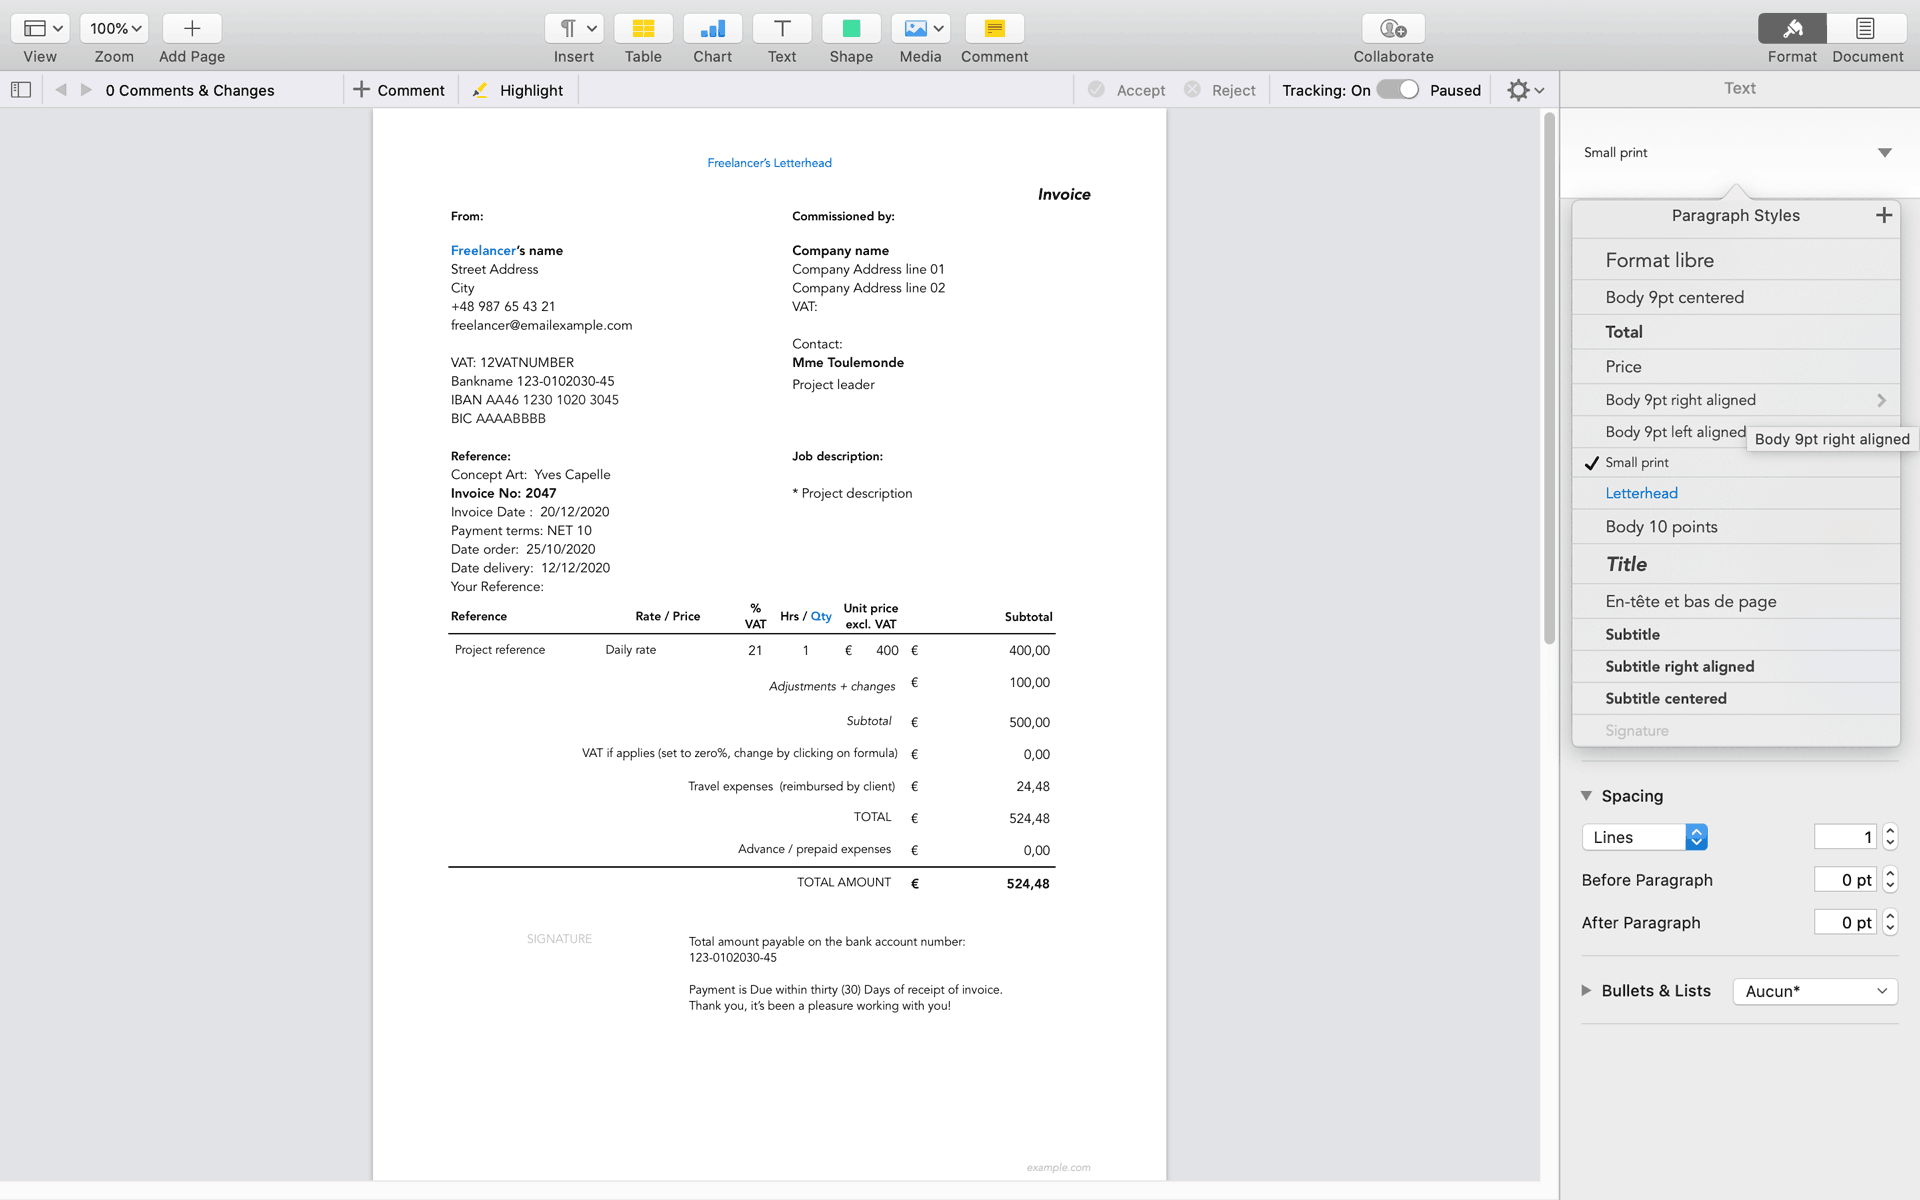 100%
View
Zoom
Add Page
Insert
Table
Chart
Text
Shape
Media
Comment
Collaborate
Format
Document
0 Comments & Changes
Comment
Highlight
Accept
Reject
Tracking: On
Paused
Text
Freelancer's Letterhead
Invoice
From:
Freelancer's name
Street Address
City
+48 987 65 43 21
freelancer@emailexample.com
VAT: 12VATNUMBER
Bankname 123-0102030-45
IBAN AA46 1230 1020 3045
BIC AAAABBBB
Commissioned by:
Company name
Company Address line 01
Company Address line 02
VAT:
Contact:
Mme Toulemonde
Project leader
Reference:
Concept Art: Yves Capelle
Invoice No: 2047
Invoice Date : 20/12/2020
Payment terms: NET 10
Date order: 25/10/2020
Date delivery: 12/12/2020
Your Reference:
Job description:
* Project description
Reference Rate / Price % VAT Hrs / Qty Unit price excl. VAT Subtotal
Project reference Daily rate 21 1 € 400 € 400,00
Adjustments + changes € 100,00
Subtotal € 500,00
VAT if applies (set to zero%, change by clicking on formula) € 0,00
Travel expenses (reimbursed by client) € 24,48
TOTAL € 524,48
Advance / prepaid expenses € 0,00
TOTAL AMOUNT € 524,48
SIGNATURE
Total amount payable on the bank account number:
123-0102030-45
Payment is Due within thirty (30) Days of receipt of invoice.
Thank you, it's been a pleasure working with you!
example.com
Small print
Paragraph Styles
Format libre
Body 9pt centered
Total
Price
Body 9pt right aligned
Body 9pt left aligned
Body 9pt right aligned
Small print
Letterhead
Body 10 points
Title
En-tête et bas de page
Subtitle
Subtitle right aligned
Subtitle centered
Signature
Spacing
Lines 1
Before Paragraph 0 pt
After Paragraph 0 pt
Bullets & Lists Aucun*